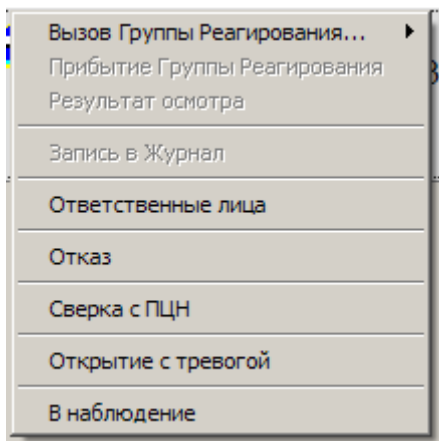 Вызов Группы Реагирования...
Прибытие Группы Реагирования
Результат осмотра
Запись в Журнал
Ответственные лица
Отказ
Сверка с ПЦН
Открытие с тревогой
В наблюдение